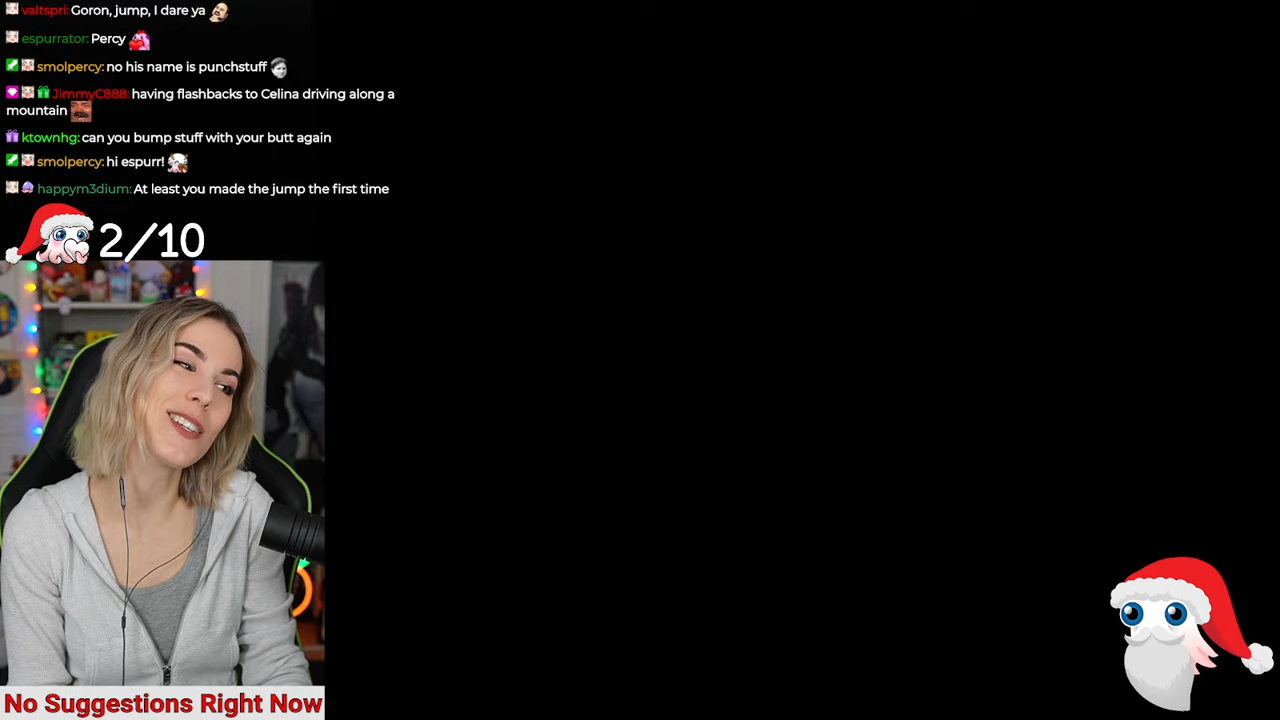 valtspri: Goron, jump, I dare ya
espurrator: Percy
smolpercy: no his name is punchstuff
JimmyC888: having flashbacks to Celina driving along a
mountain
ktownhg: can you bump stuff with your butt again
smolpercy: hi espurr!
happym3dium: At least you made the jump the first time
2/10
No Suggestions Right Now